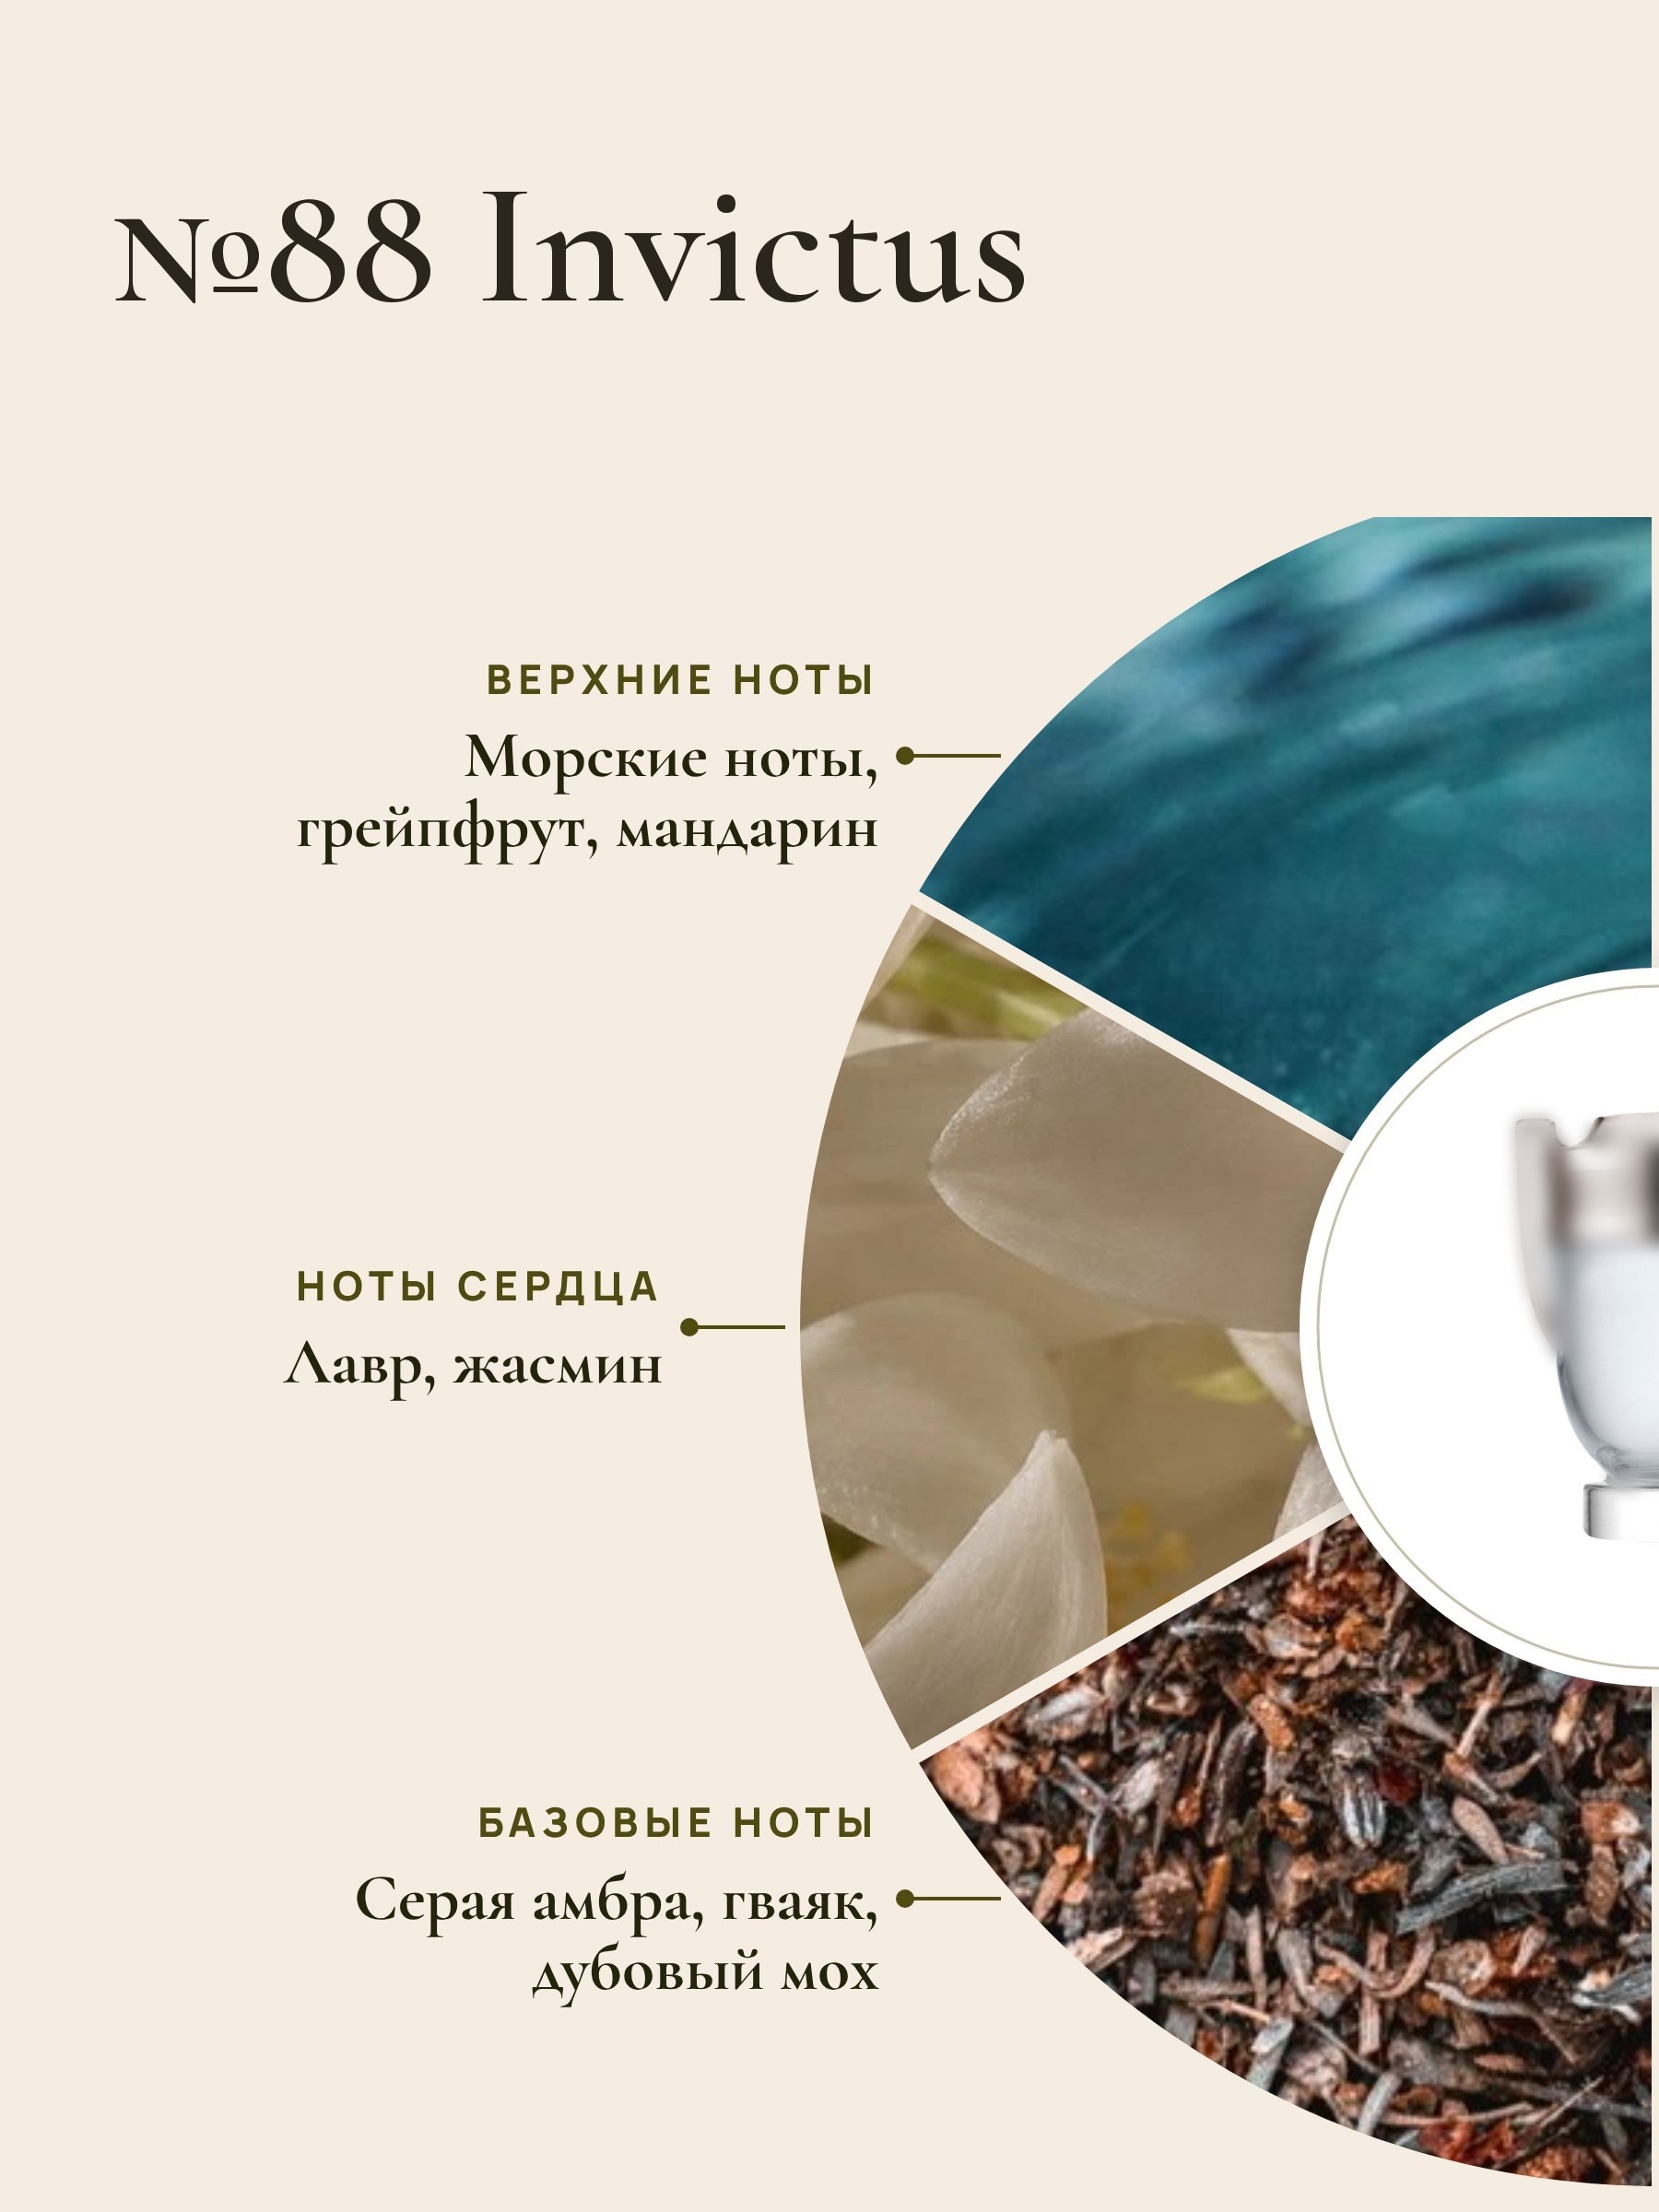 №88 Invictus
ВЕРХНИЕ НОТЫ
Морские ноты,
грейпфрут, мандарин
НОТЫ СЕРДЦА
Лавр, жасмин
БАЗОВЫЕ НОТЫ
Серая амбра, гваяк,
дубовый мох